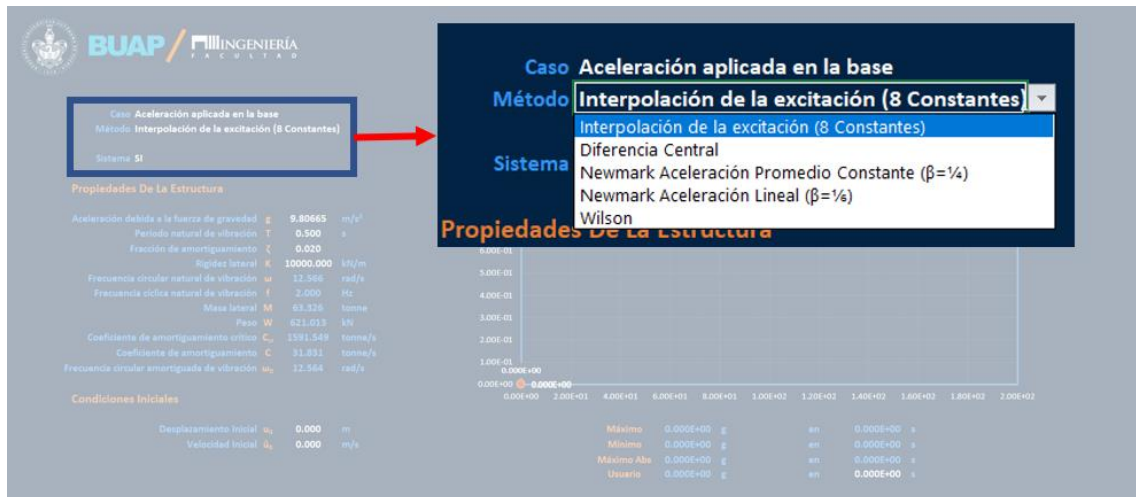 BUAP
INGENIERÍA
FACULTAD
Caso Aceleración aplicada en la base
Método Interpolación de la excitación (8 Constantes)
Sistema SI
Caso Aceleración aplicada en la base
Método Interpolación de la excitación (8 Constantes)
Interpolación de la excitación (8 Constantes)
Diferencia Central
Newmark Aceleración Promedio Constante (β=¼)
Newmark Aceleración Lineal (β=⅙)
Wilson
Sistema
Propiedades De La Estructura
Propiedades De La Estructura
Aceleración debida a la fuerza de gravedad g 9.80665 m/s²
Periodo natural de vibración T 0.500 s
Fracción de amortiguamiento ζ 0.020
Rigidez lateral K 10000.000 kN/m
Frecuencia circular natural de vibración ω 12.566 rad/s
Frecuencia cíclica natural de vibración f 2.000 Hz
Masa lateral M 63.326 tonne
Peso W 621.013 kN
Coeficiente de amortiguamiento crítico 1591.549 tonne/s
Coeficiente de amortiguamiento C 31.831 tonne/s
Frecuencia circular amortiguada de vibración 12.564 rad/s
Condiciones Iniciales
Desplazamiento Inicial u₀ 0.000 m
Velocidad Inicial u̇₀ 0.000 m/s
6.00E-01
5.00E-01
4.00E-01
3.00E-01
2.00E-01
1.00E-01
0.00E+00
0.00E+00 0.00E+00
0.00E+00 2.00E+01 4.00E+01 6.00E+01 8.00E+01 1.00E+02 1.20E+02 1.40E+02 1.60E+02 1.80E+02 2.00E+02
Máximo 0.000E+00 g en 0.000E+00 s
Mínimo 0.000E+00 g en 0.000E+00 s
Máximo Abs 0.000E+00 g en 0.000E+00 s
Usuario 0.000E+00 g en 0.000E+00 s